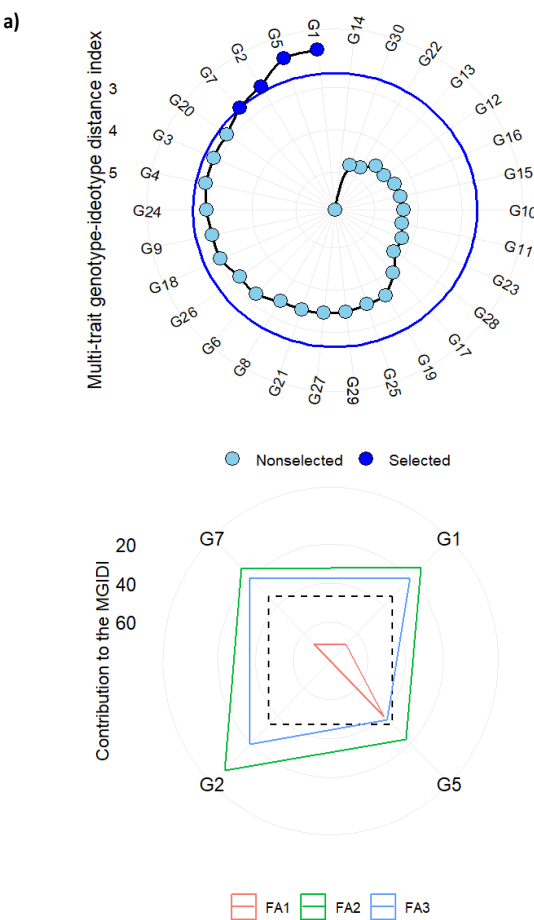 a)
Multi-trait genotype-ideotype distance index
3
4
5
G1
G14
G30
G22
G13
G12
G16
G15
G10
G11
G23
G28
G17
G19
G25
G29
G27
G21
G8
G6
G26
G18
G9
G24
G4
G3
G20
G7
G2
G5
Nonselected Selected
Contribution to the MGIDI
20
40
60
G7
G1
G2
G5
FA1 FA2 FA3